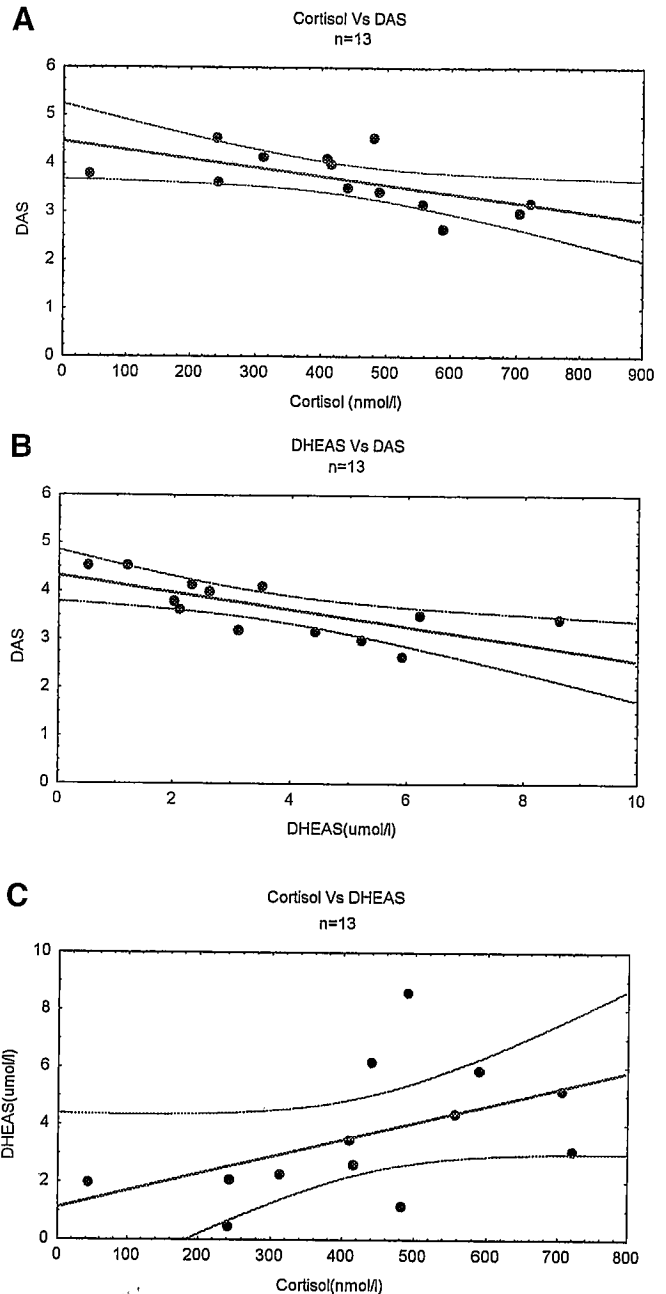 A
Cortisol Vs DAS
n=13
6
5
4
3
2
1
0
DAS
0 100 200 300 400 500 600 700 800 900
Cortisol (nmol/l)
B
DHEAS Vs DAS
n=13
6
5
4
3
2
1
0
DAS
0 2 4 6 8 10
DHEAS(umol/l)
C
Cortisol Vs DHEAS
n=13
10
8
6
4
2
0
DHEAS(umol/l)
0 100 200 300 400 500 600 700 800
Cortisol(nmol/l)